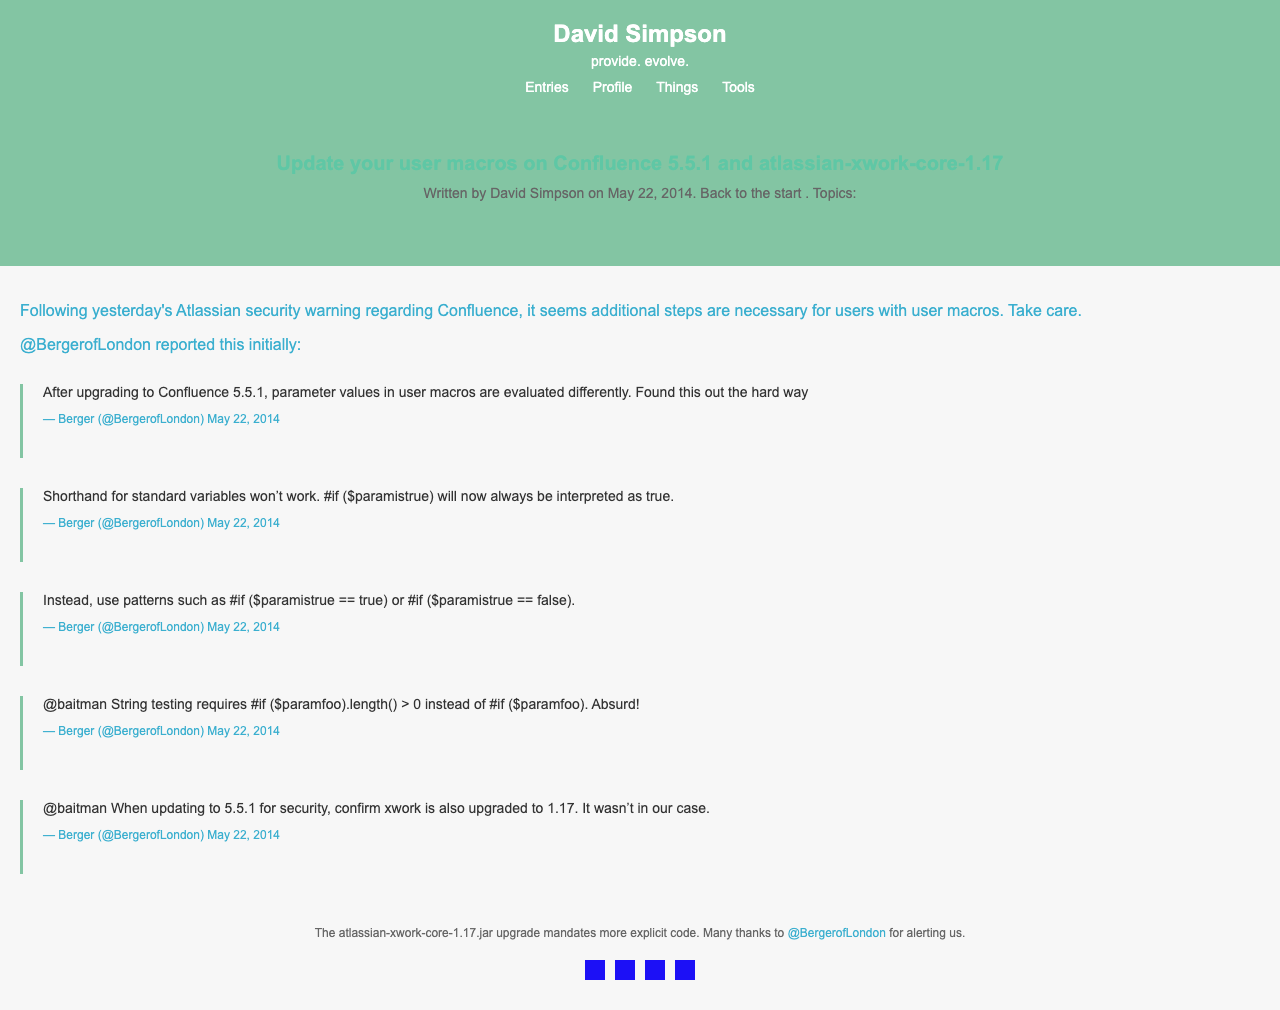 David Simpson
provide. evolve.
Entries Profile Things Tools
Update your user macros on Confluence 5.5.1 and atlassian-xwork-core-1.17
Written by David Simpson on May 22, 2014. Back to the start . Topics:
Following yesterday's Atlassian security warning regarding Confluence, it seems additional steps are necessary for users with user macros. Take care.
@BergerofLondon reported this initially:
After upgrading to Confluence 5.5.1, parameter values in user macros are evaluated differently. Found this out the hard way
— Berger (@BergerofLondon) May 22, 2014
Shorthand for standard variables won’t work. #if ($paramistrue) will now always be interpreted as true.
— Berger (@BergerofLondon) May 22, 2014
Instead, use patterns such as #if ($paramistrue == true) or #if ($paramistrue == false).
— Berger (@BergerofLondon) May 22, 2014
@baitman String testing requires #if ($paramfoo).length() > 0 instead of #if ($paramfoo). Absurd!
— Berger (@BergerofLondon) May 22, 2014
@baitman When updating to 5.5.1 for security, confirm xwork is also upgraded to 1.17. It wasn’t in our case.
— Berger (@BergerofLondon) May 22, 2014
The atlassian-xwork-core-1.17.jar upgrade mandates more explicit code. Many thanks to @BergerofLondon for alerting us.